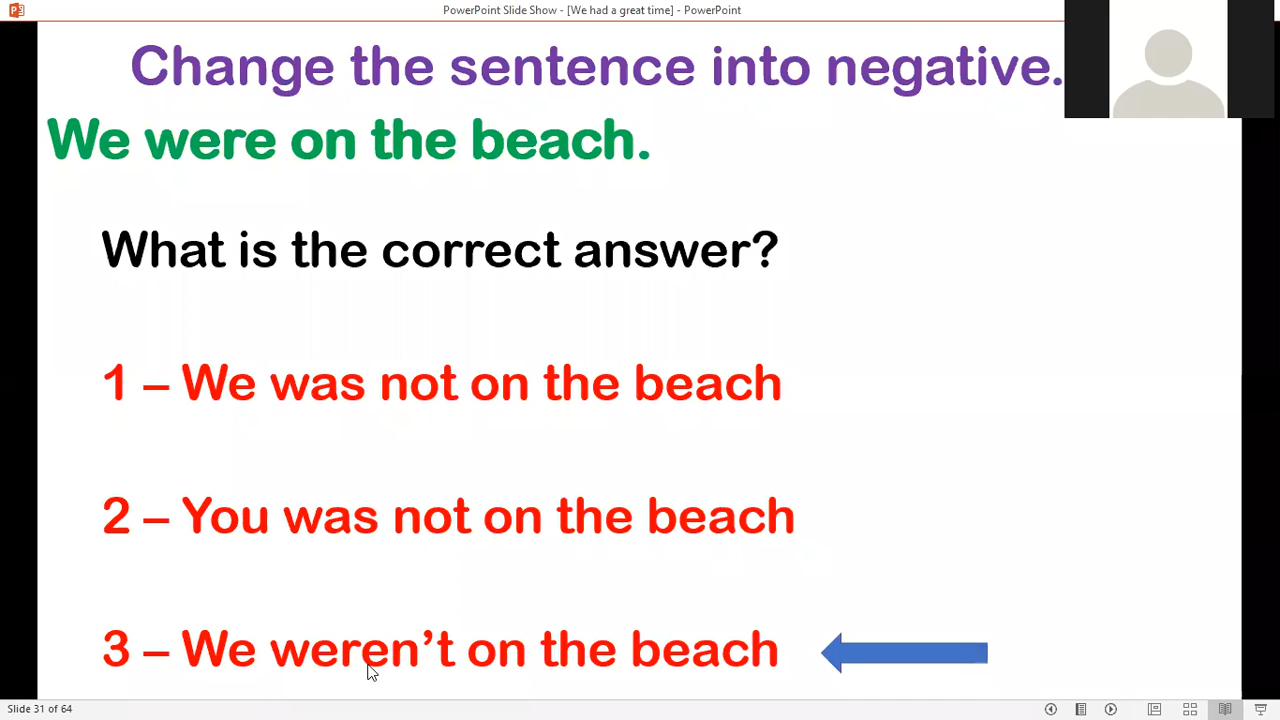 PowerPoint Slide Show - [We had a great time] - PowerPoint
Change the sentence into negative.
We were on the beach.
What is the correct answer?
1 – We was not on the beach
2 – You was not on the beach
3 – We weren’t on the beach
Slide 31 of 64